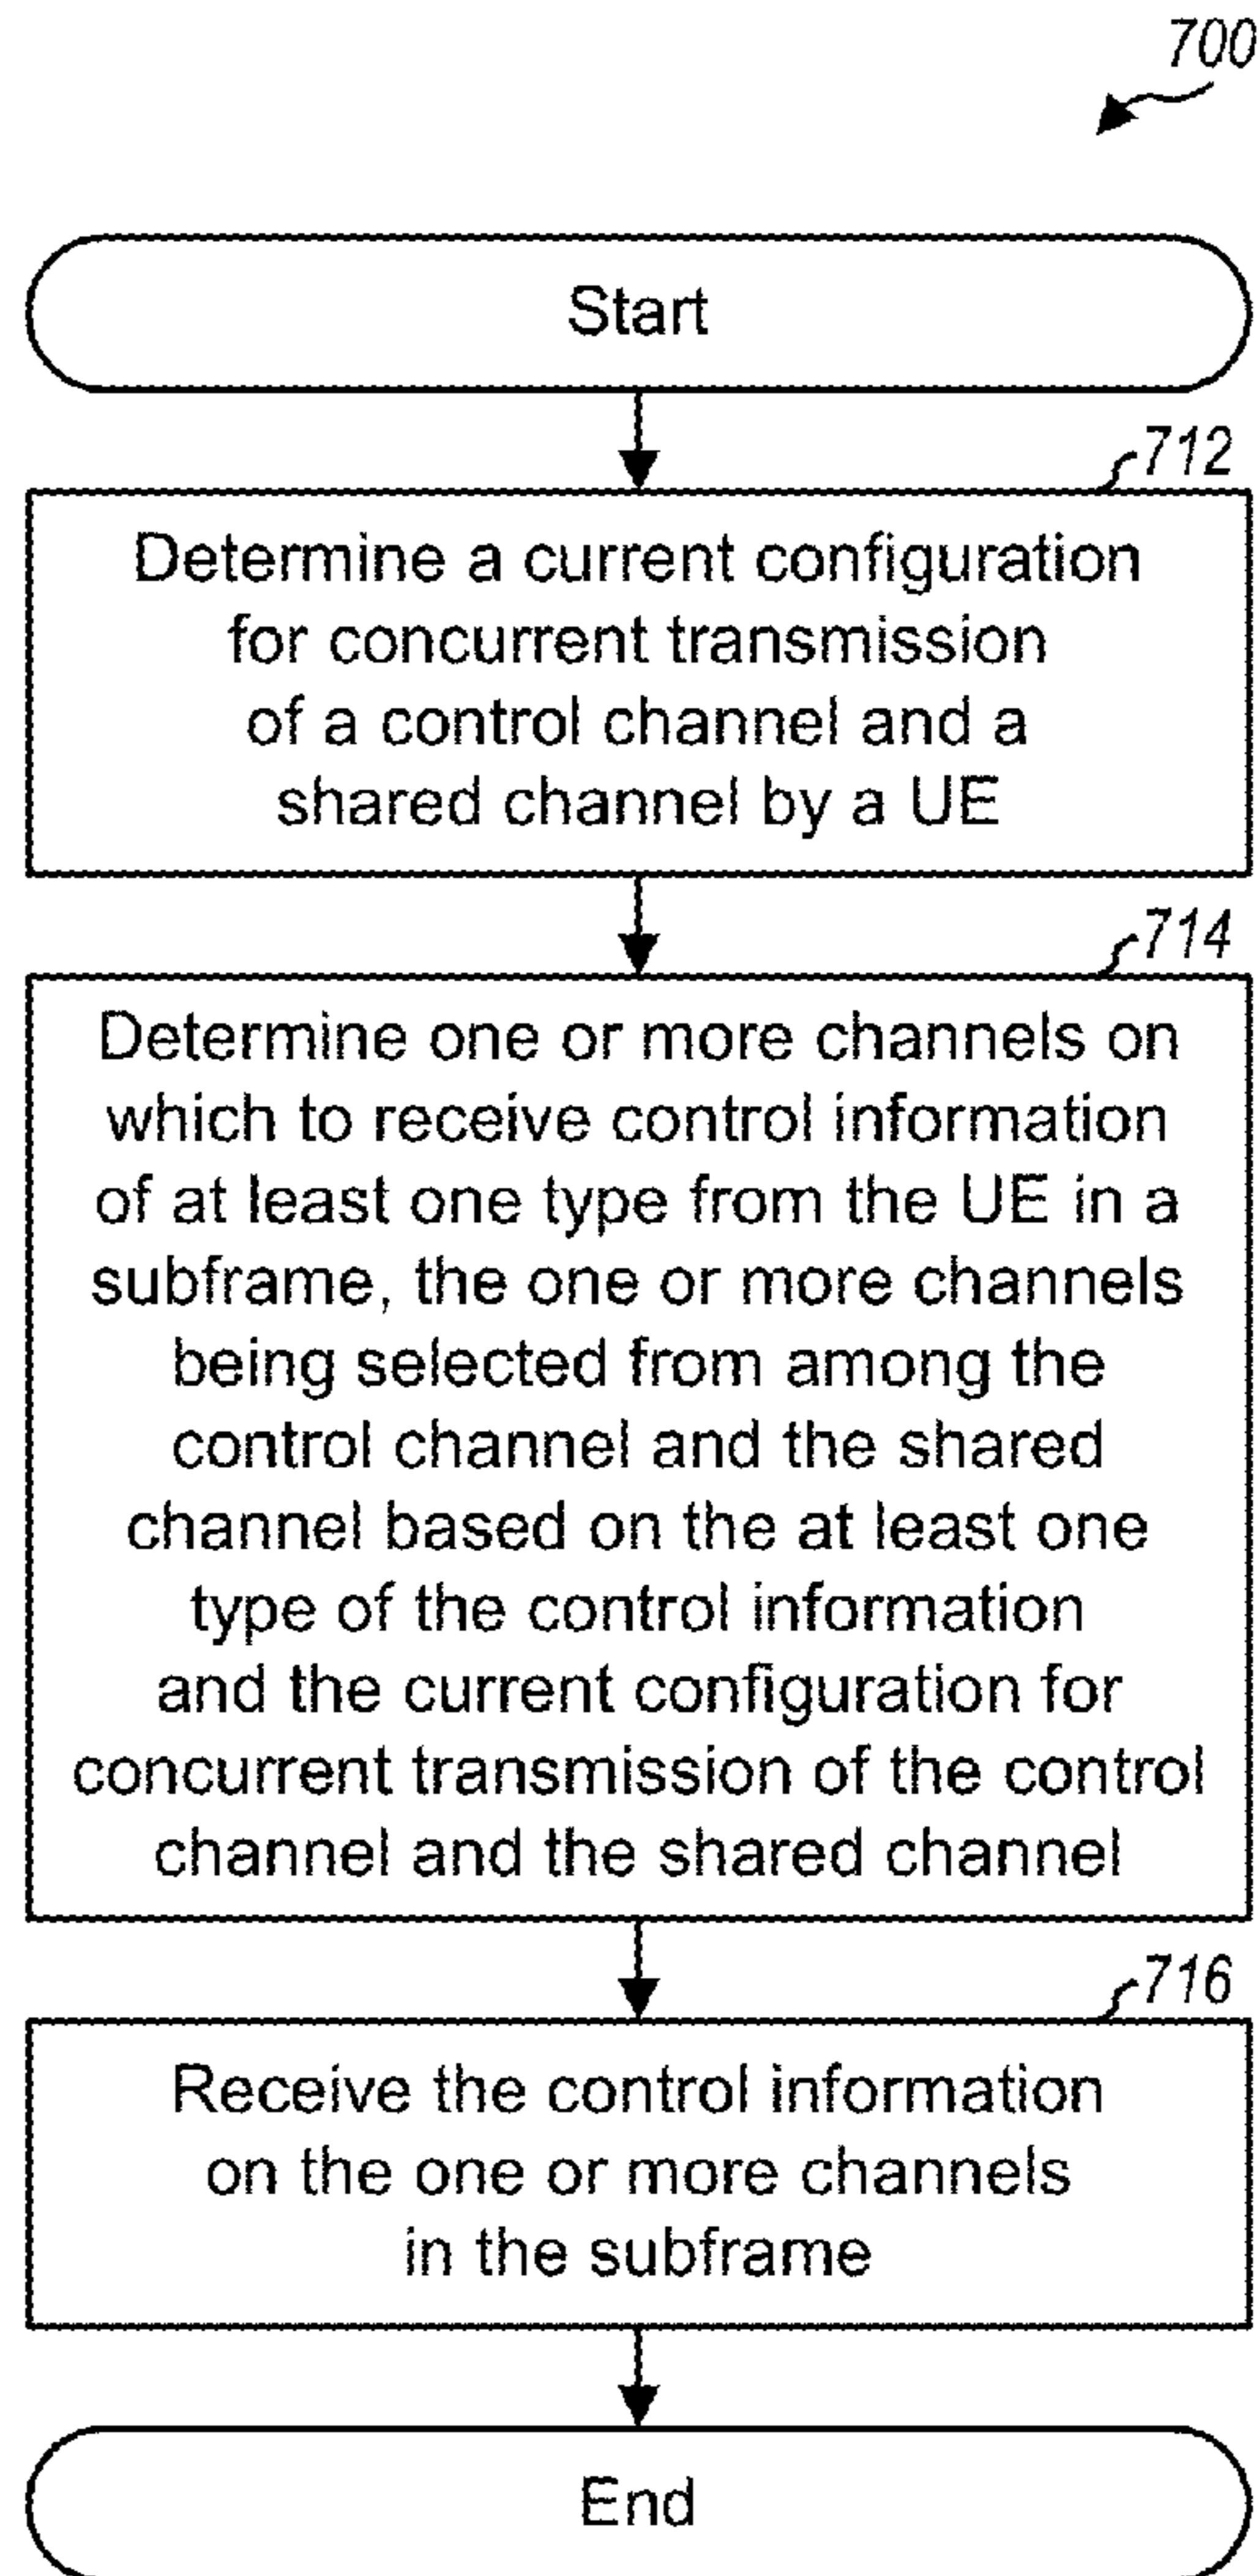 700
Start
712
Determine a current configuration
for concurrent transmission
of a control channel and a
shared channel by a UE
714
Determine one or more channels on
which to receive control information
of at least one type from the UE in a
subframe, the one or more channels
being selected from among the
control channel and the shared
channel based on the at least one
type of the control information
and the current configuration for
concurrent transmission of the control
channel and the shared channel
716
Receive the control information
on the one or more channels
in the subframe
End